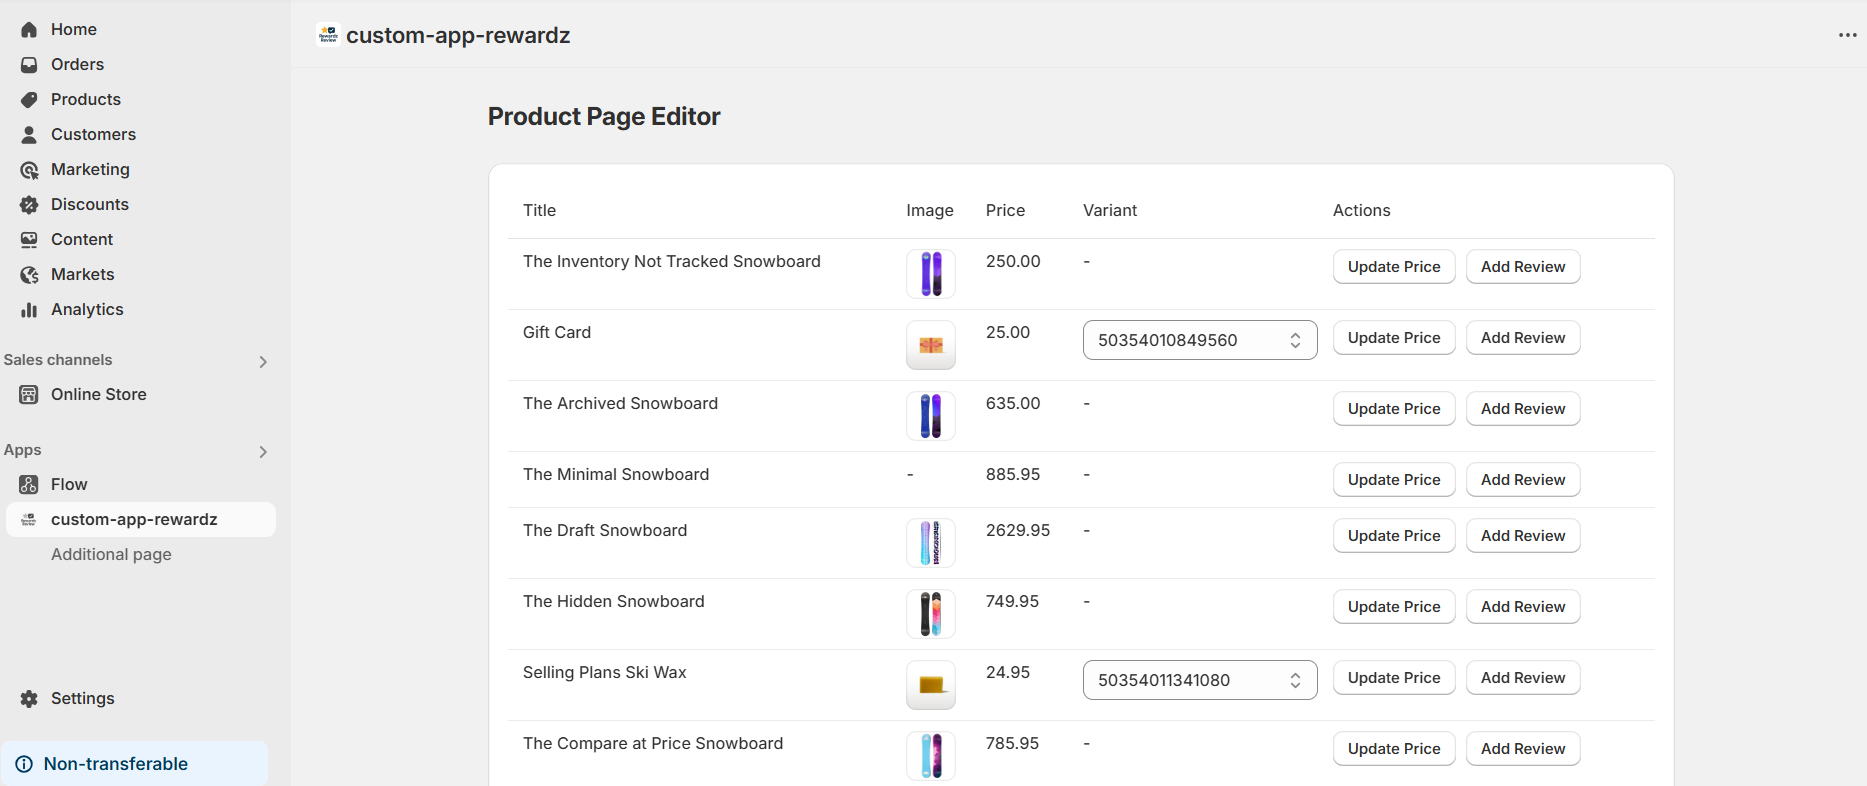 Home
Orders
Products
Customers
Marketing
Discounts
Content
Markets
Analytics
Sales channels
Online Store
Apps
Flow
custom-app-rewardz
Additional page
Settings
Non-transferable
Rewardz
Review
custom-app-rewardz
Product Page Editor
Title Image Price Variant Actions
The Inventory Not Tracked Snowboard 250.00 - Update Price Add Review
Gift Card 25.00 50354010849560 Update Price Add Review
The Archived Snowboard 635.00 - Update Price Add Review
The Minimal Snowboard - 885.95 - Update Price Add Review
The Draft Snowboard 2629.95 - Update Price Add Review
The Hidden Snowboard 749.95 - Update Price Add Review
Selling Plans Ski Wax 24.95 50354011341080 Update Price Add Review
The Compare at Price Snowboard 785.95 - Update Price Add Review